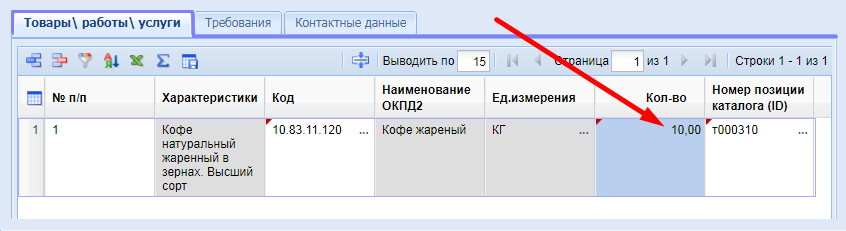 Товары\ работы\ услуги Требования Контактные данные
Выводить по 15 Страница 1 из 1 Строки 1 - 1 из 1
№ п/п Характеристики Код Наименование ОКПД2 Ед.измерения Кол-во Номер позиции каталога (ID)
1 1 Кофе натуральный жаренный в зернах. Высший сорт 10.83.11.120 ... Кофе жареный КГ ... 10,00 т000310 ...